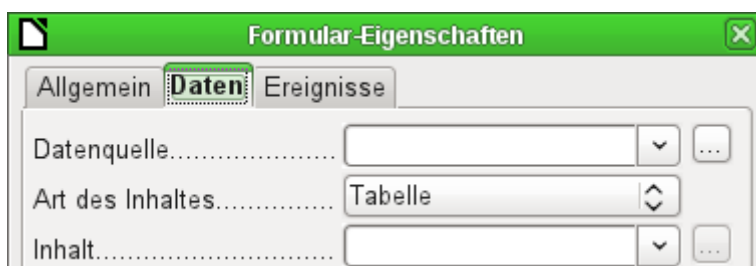 Formular-Eigenschaften
Allgemein Daten Ereignisse
Datenquelle..................... ...
Art des Inhaltes............... Tabelle
Inhalt............................ ...